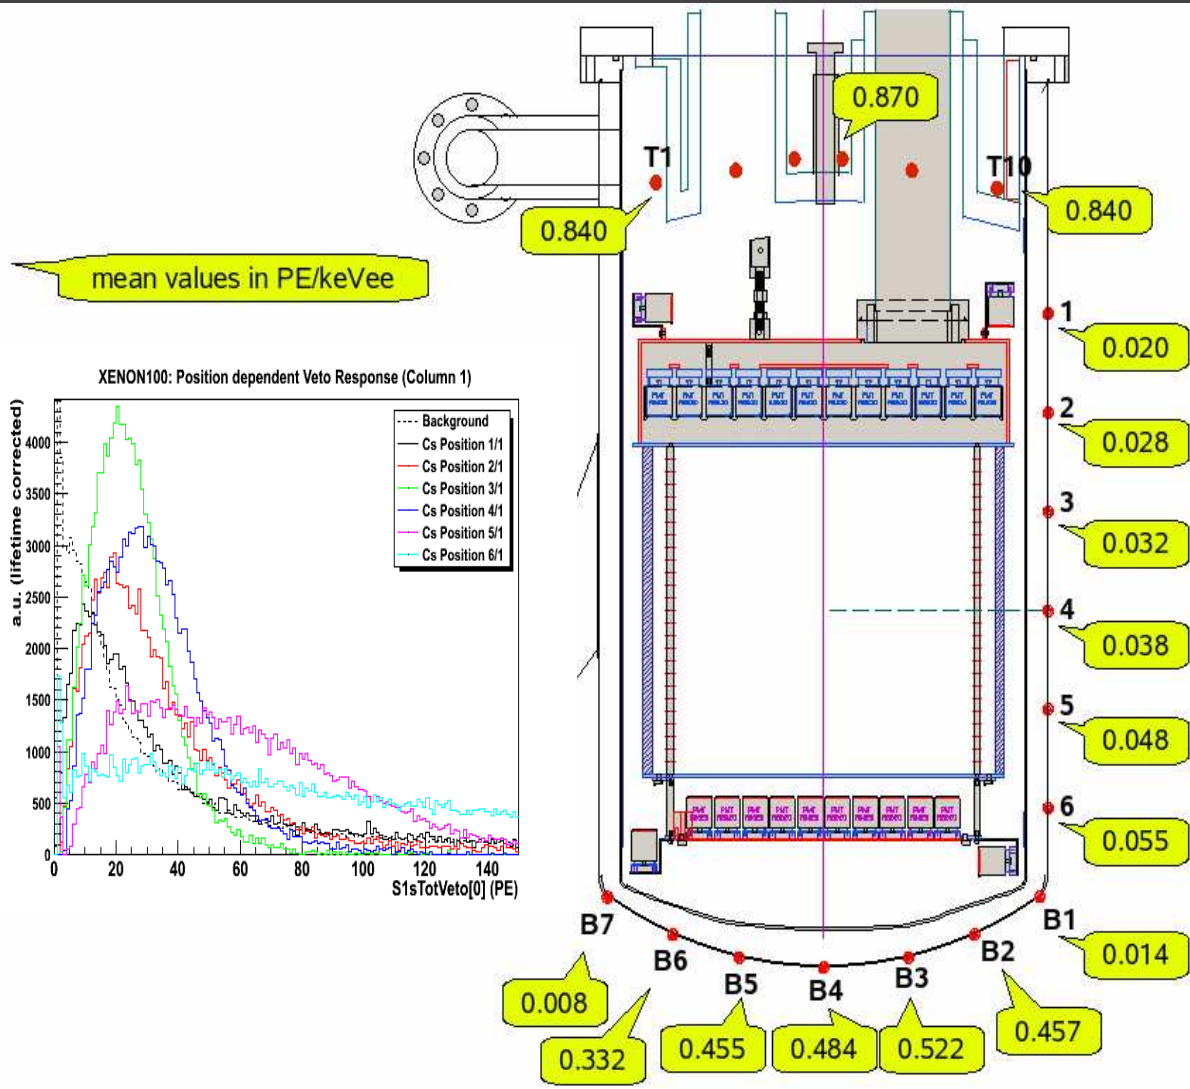 0.870
T1
T10
0.840
0.840
mean values in PE/keVee
1
0.020
2
0.028
3
0.032
4
0.038
5
0.048
6
0.055
XENON100: Position dependent Veto Response (Column 1)
a.u. (lifetime corrected)
4000
3500
3000
2500
2000
1500
1000
500
0
Background
Cs Position 1/1
Cs Position 2/1
Cs Position 3/1
Cs Position 4/1
Cs Position 5/1
Cs Position 6/1
0 20 40 60 80 100 120 140
S1sTotVeto[0] (PE)
B7
B6
B5
B4
B3
B2
B1
0.014
0.008
0.332
0.455
0.484
0.522
0.457